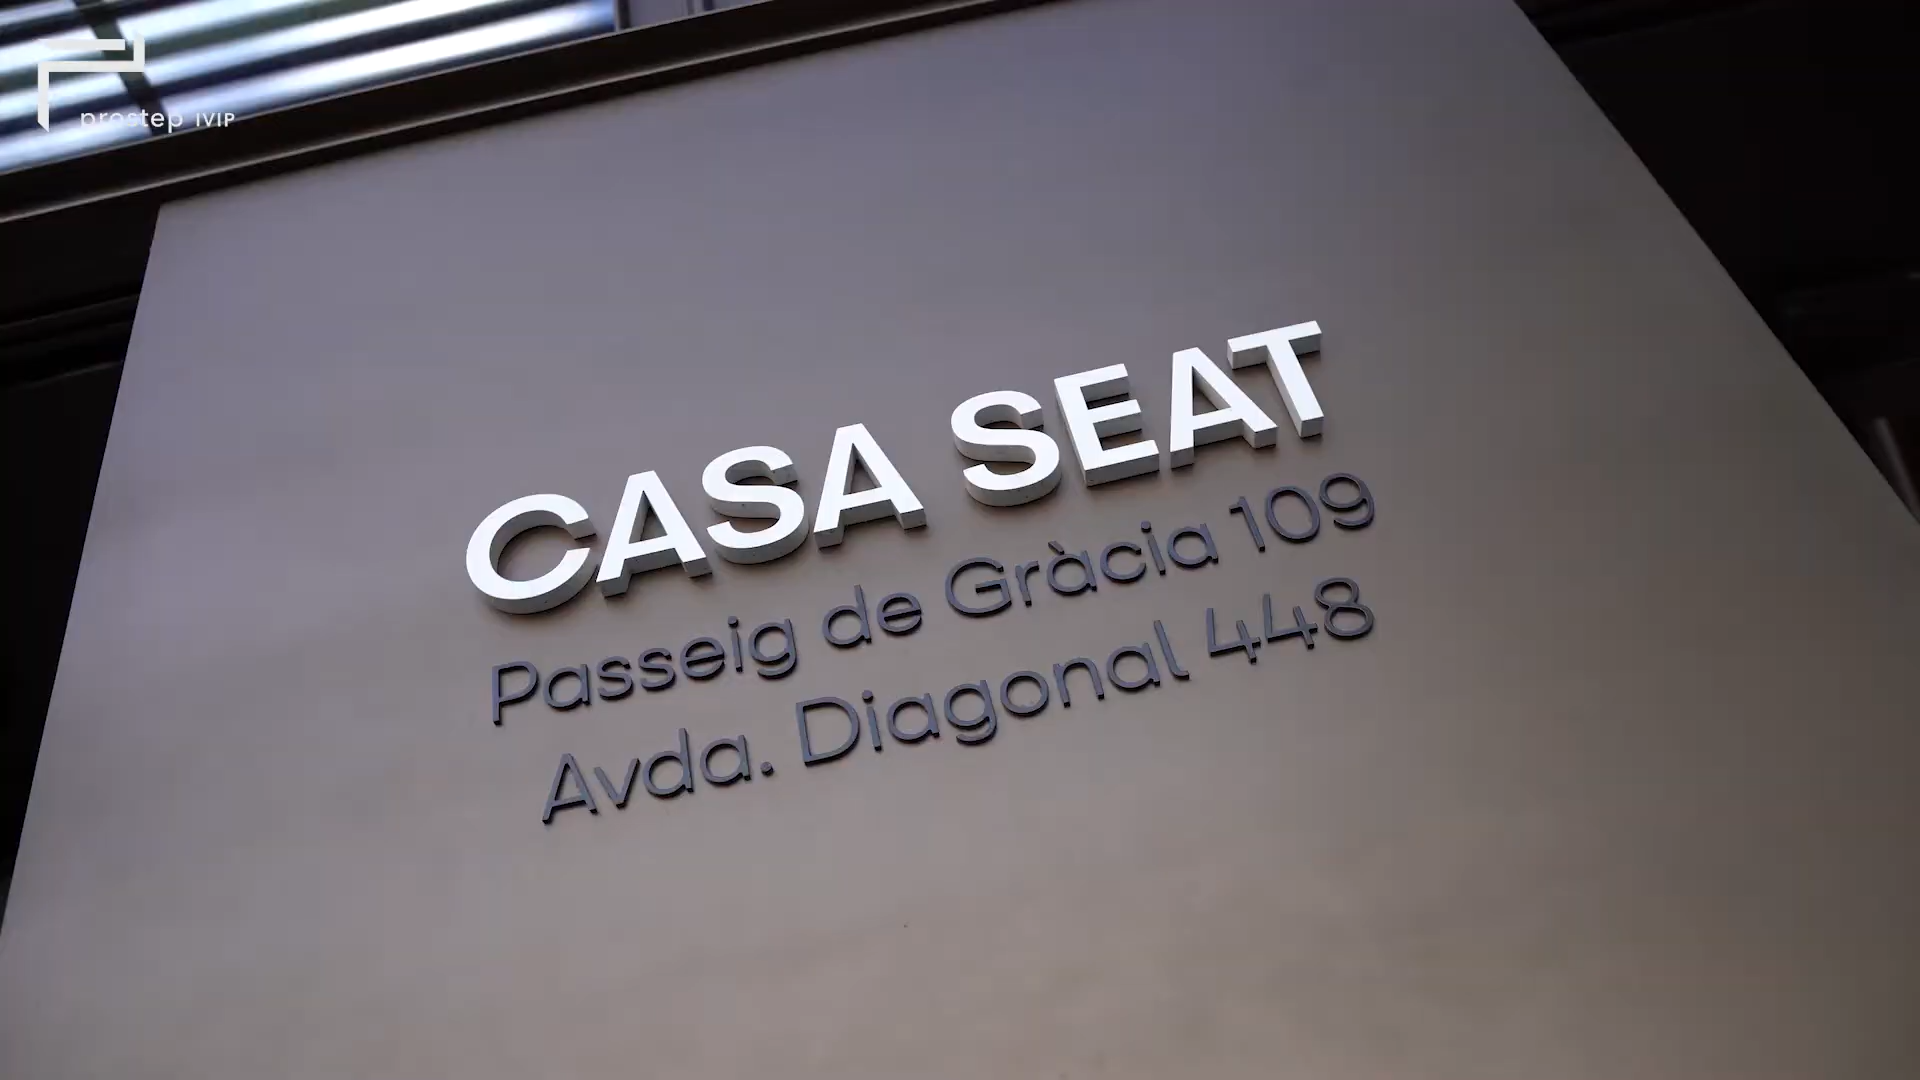 prostep IVIP
CASA SEAT
Passeig de Gràcia 109
Avda. Diagonal 448